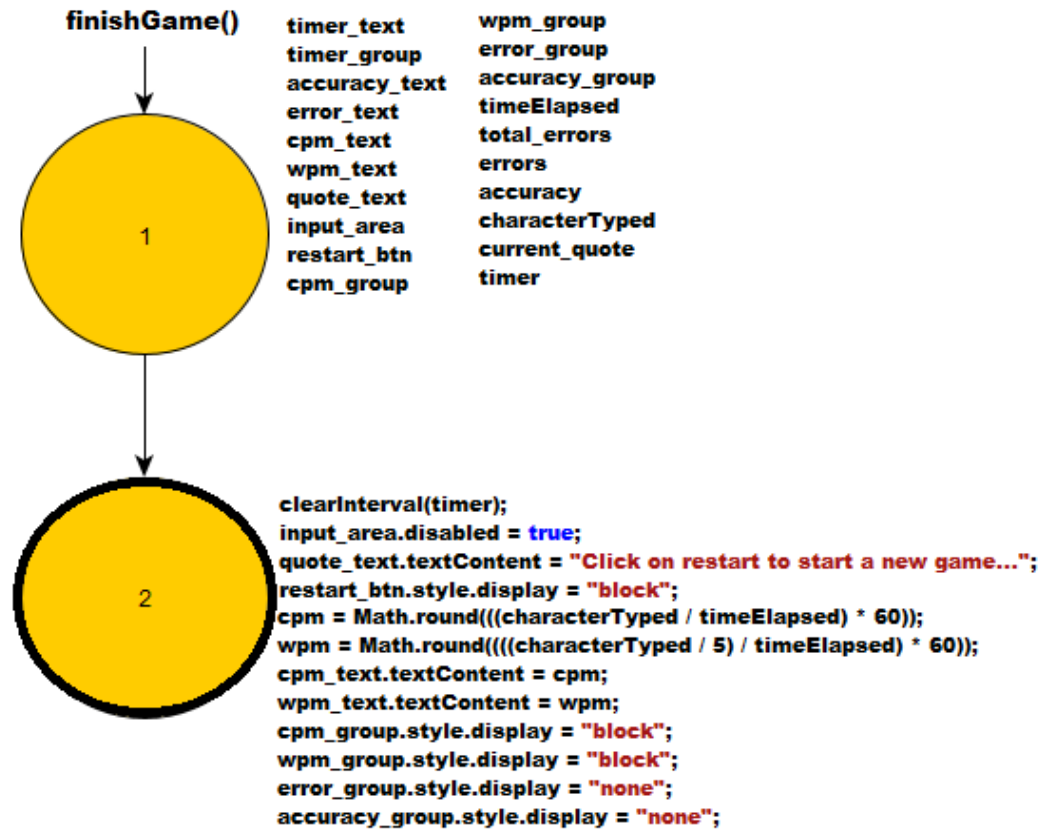 finishGame()
timer_text
timer_group
accuracy_text
error_text
cpm_text
wpm_text
quote_text
input_area
restart_btn
cpm_group
wpm_group
error_group
accuracy_group
timeElapsed
total_errors
errors
accuracy
characterTyped
current_quote
timer
1
2
clearInterval(timer);
input_area.disabled = true;
quote_text.textContent = "Click on restart to start a new game...";
restart_btn.style.display = "block";
cpm = Math.round(((characterTyped / timeElapsed) * 60));
wpm = Math.round((((characterTyped / 5) / timeElapsed) * 60));
cpm_text.textContent = cpm;
wpm_text.textContent = wpm;
cpm_group.style.display = "block";
wpm_group.style.display = "block";
error_group.style.display = "none";
accuracy_group.style.display = "none";